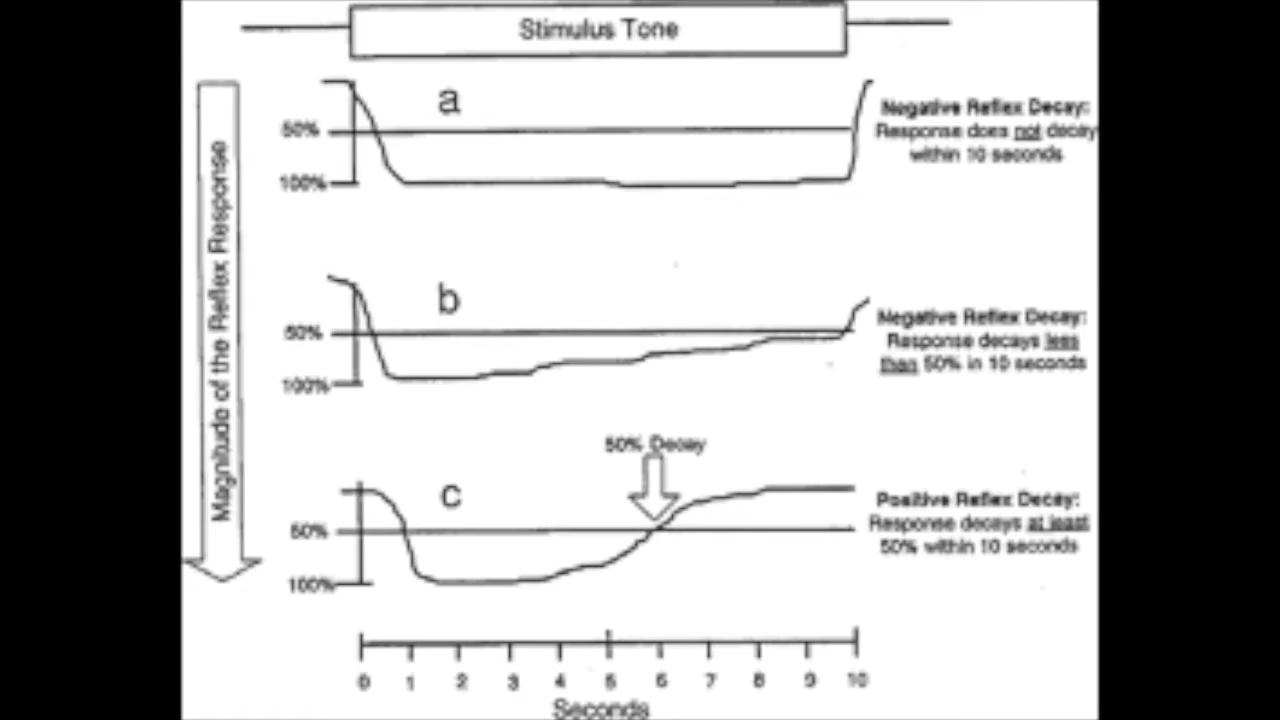 Stimulus Tone
a
50%
100%
Negative Reflex Decay:
Response does not decay
within 10 seconds
Magnitude of the Reflex Response
b
50%
100%
Negative Reflex Decay:
Response decays less
than 50% in 10 seconds
50% Decay
c
50%
100%
Positive Reflex Decay:
Response decays at least
50% within 10 seconds
0 1 2 3 4 5 6 7 8 9 10
Seconds